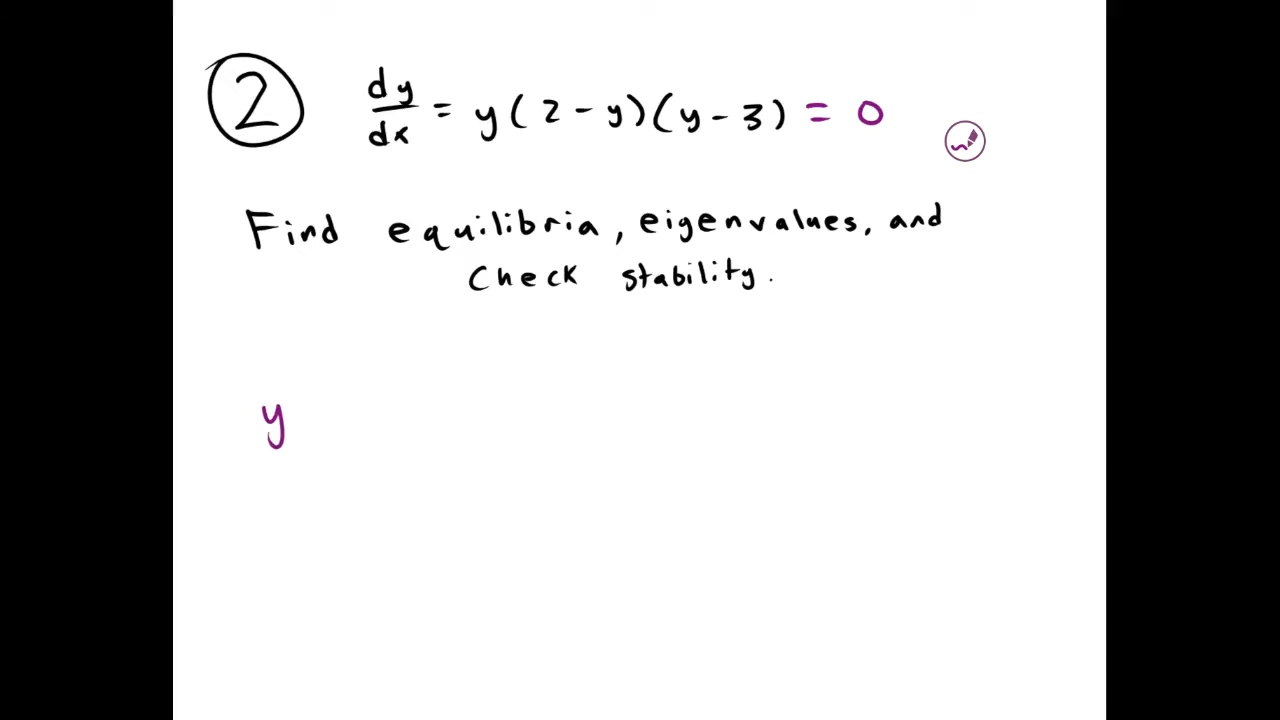 2 dy/dx = y(2-y)(y-3) = 0
Find equilibria, eigenvalues, and
Check stability.
y